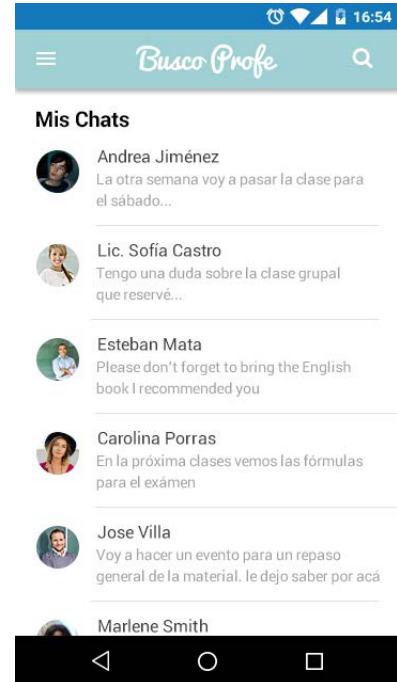 16:54
Busco Profe
Mis Chats
Andrea Jiménez
La otra semana voy a pasar la clase para
el sábado...
Lic. Sofía Castro
Tengo una duda sobre la clase grupal
que reservé...
Esteban Mata
Please don't forget to bring the English
book I recommended you
Carolina Porras
En la próxima clases vemos las fórmulas
para el exámen
Jose Villa
Voy a hacer un evento para un repaso
general de la material. le dejo saber por acá
Marlene Smith